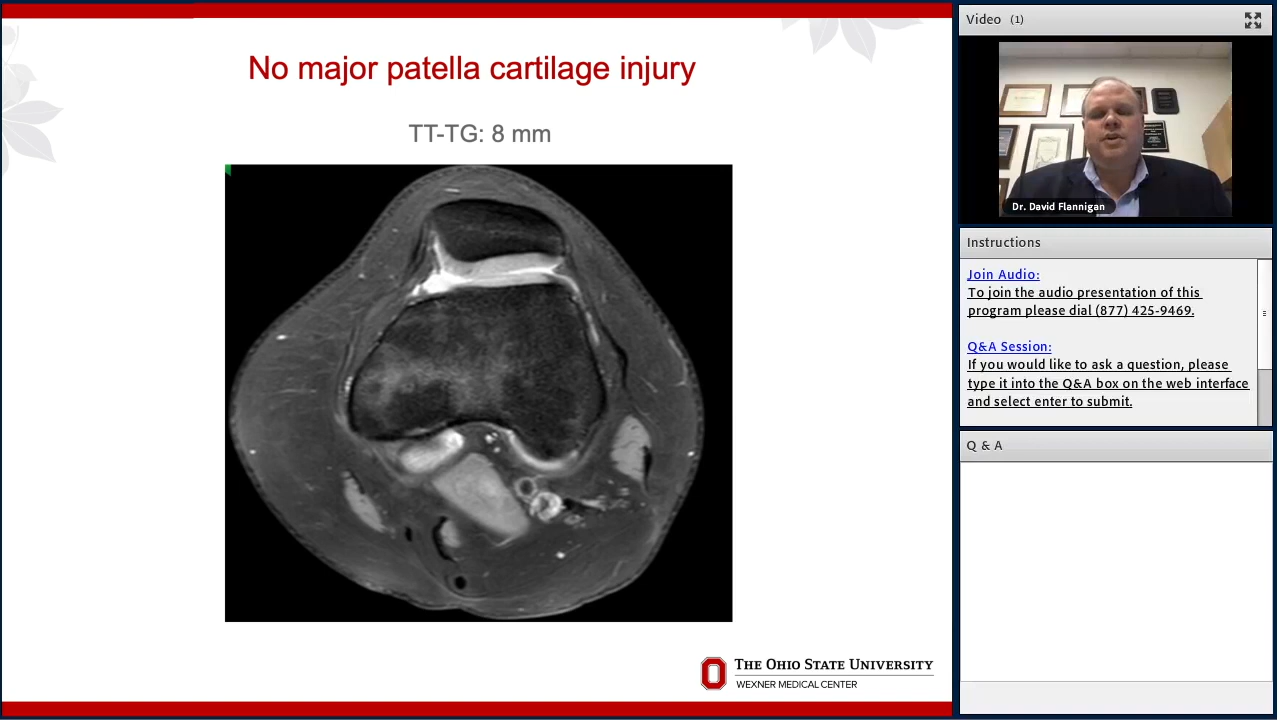 No major patella cartilage injury
TT-TG: 8 mm
THE OHIO STATE UNIVERSITY
WEXNER MEDICAL CENTER
Video (1)
Dr. David Flannigan
Instructions
Join Audio:
To join the audio presentation of this
program please dial (877) 425-9469.
Q&A Session:
If you would like to ask a question, please
type it into the Q&A box on the web interface
and select enter to submit.
Q & A